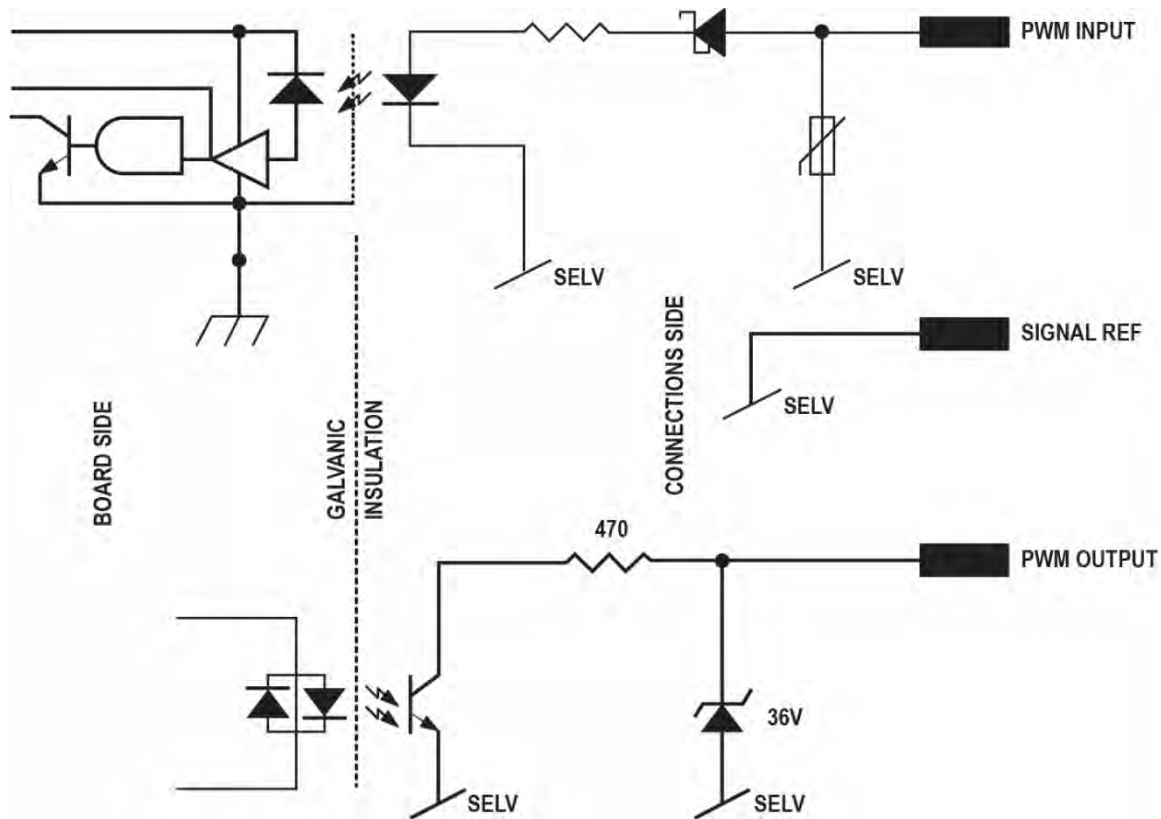 PWM INPUT
SELV
SELV
SIGNAL REF
SELV
BOARD SIDE
GALVANIC
INSULATION
CONNECTIONS SIDE
470
PWM OUTPUT
36V
SELV
SELV